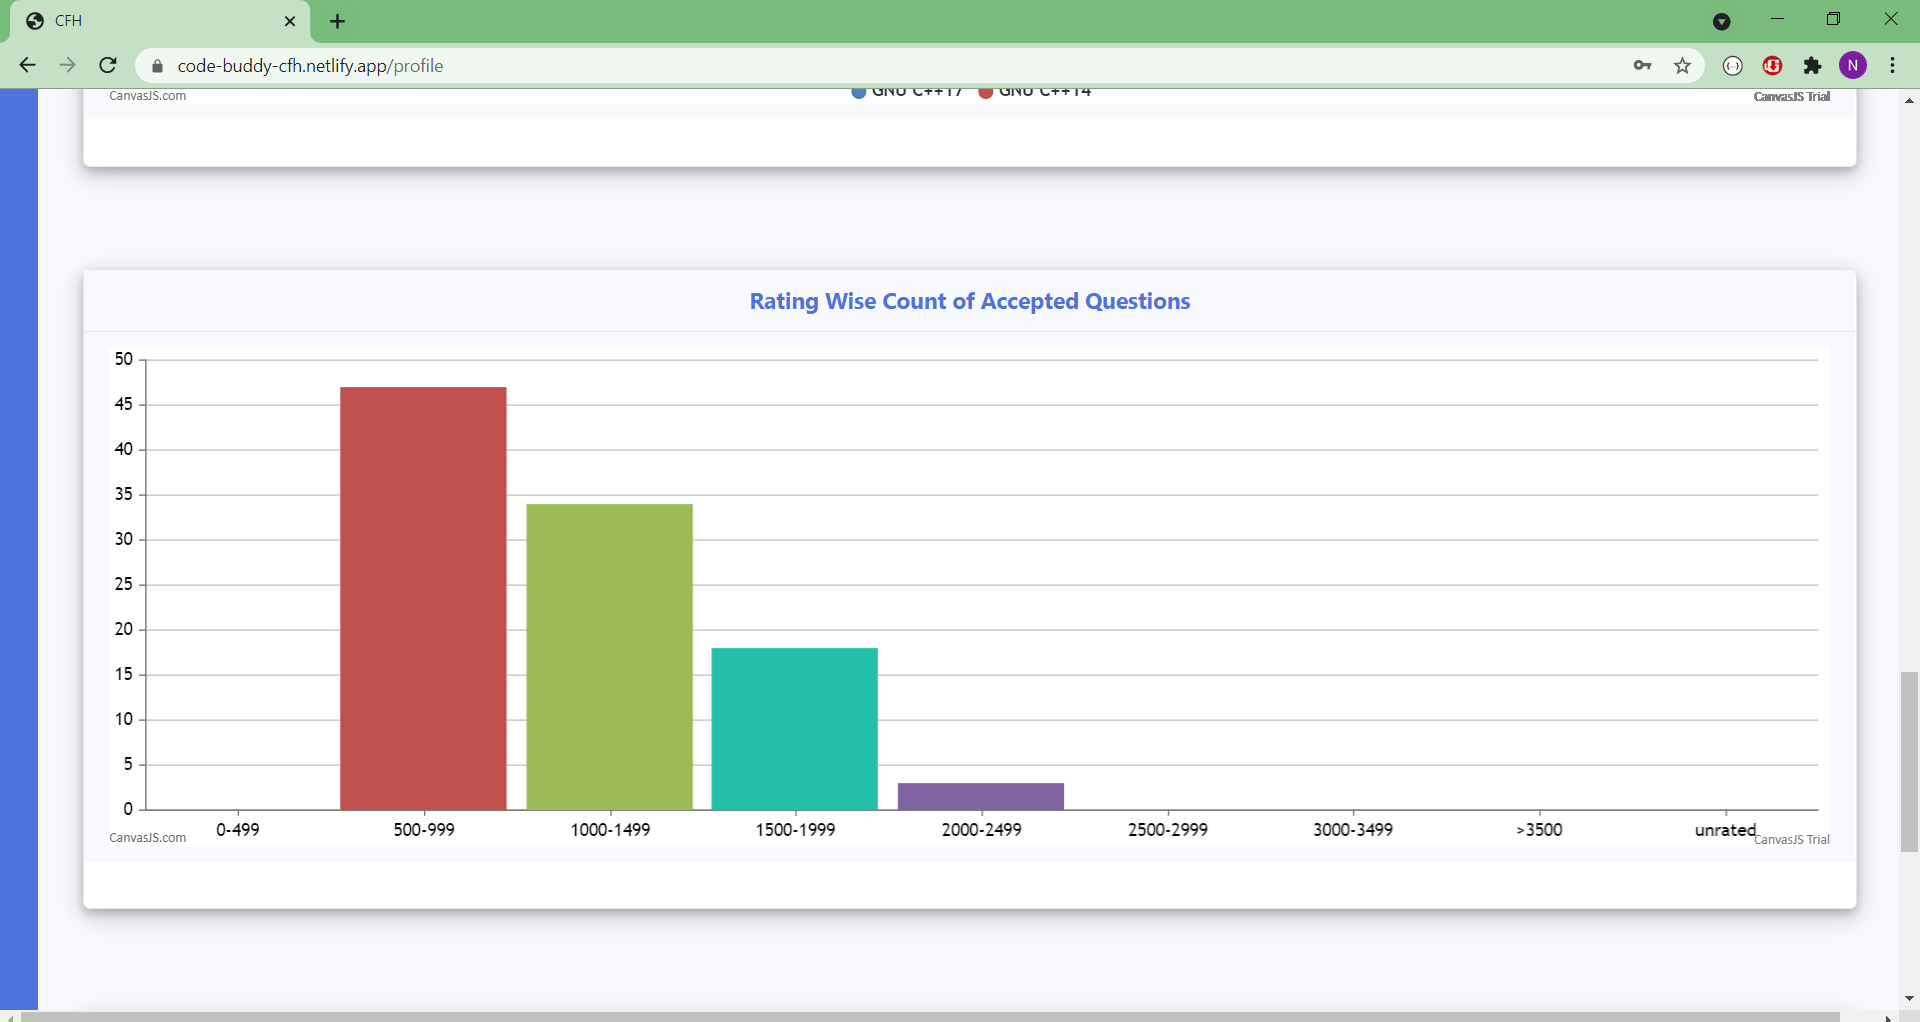 CFH
code-buddy-cfh.netlify.app/profile
N
CanvasJS.com
GNU C++17 GNU C++14
CanvasJS Trial
Rating Wise Count of Accepted Questions
50
45
40
35
30
25
20
15
10
5
0
0-499 500-999 1000-1499 1500-1999 2000-2499 2500-2999 3000-3499 >3500 unrated
CanvasJS.com
CanvasJS Trial